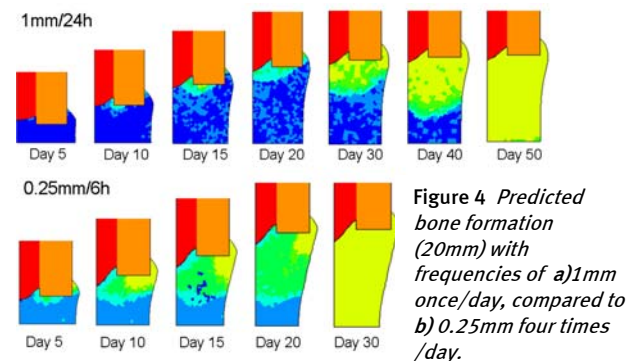 1mm/24h
Day 5 Day 10 Day 15 Day 20 Day 30 Day 40 Day 50
0.25mm/6h
Day 5 Day 10 Day 15 Day 20 Day 30
Figure 4 Predicted
bone formation
(20mm) with
frequencies of a)1mm
once/day, compared to
b) 0.25mm four times
/day.